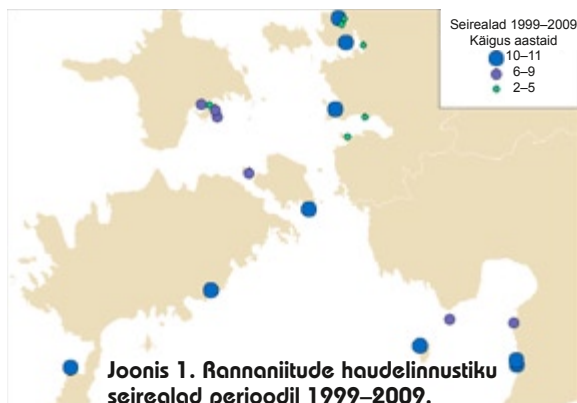 Seirealad 1999–2009
Käigus aastaid
10–11
6–9
2–5
Joonis 1. Rannaniitude haudelinnustiku
seirealad perioodil 1999–2009.